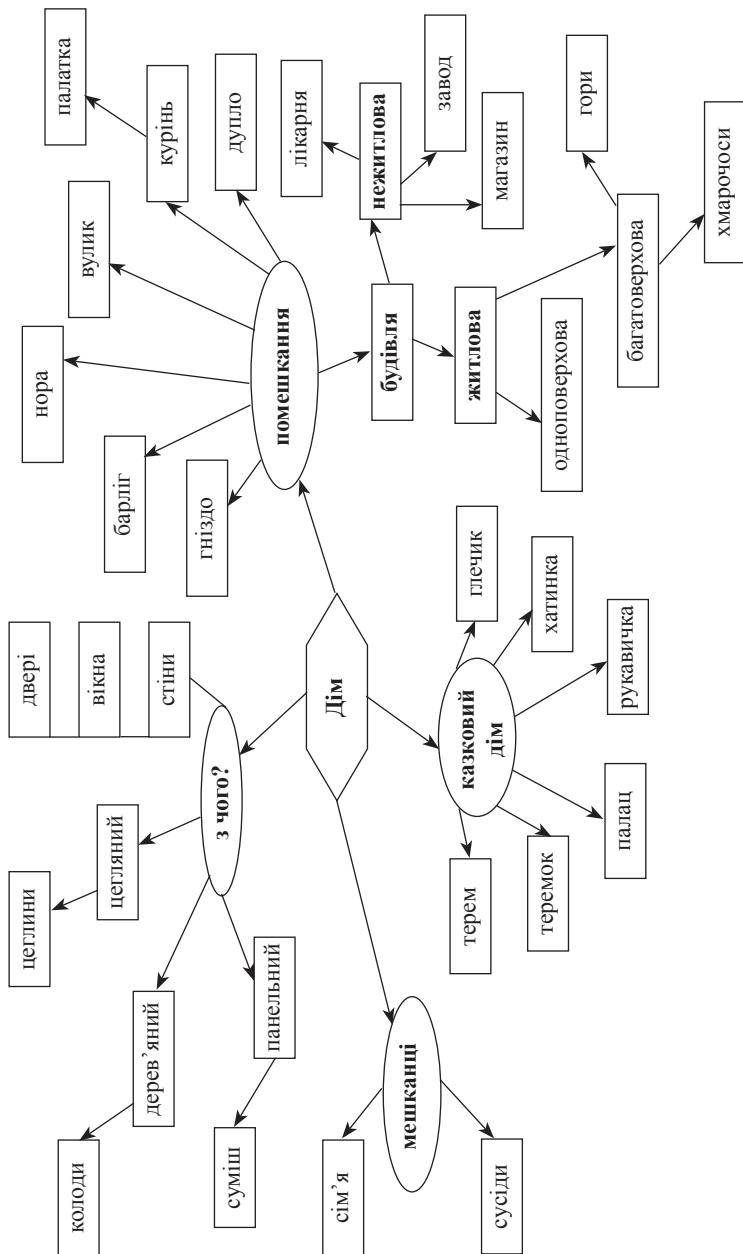 цеглини
двері
нора
палатка
колоди
вікна
вулик
дерев’яний
цегляний
барліг
курінь
стіни
гніздо
суміш
з чого?
дупло
панельний
помешкання
лікарня
Дім
сім’я
будівля
нежитлова
мешканці
завод
терем
казковий
дім
глечик
житлова
сусіди
магазин
теремок
хатинка
одноповерхова
гори
палац
рукавичка
багатоверхова
хмарочоси